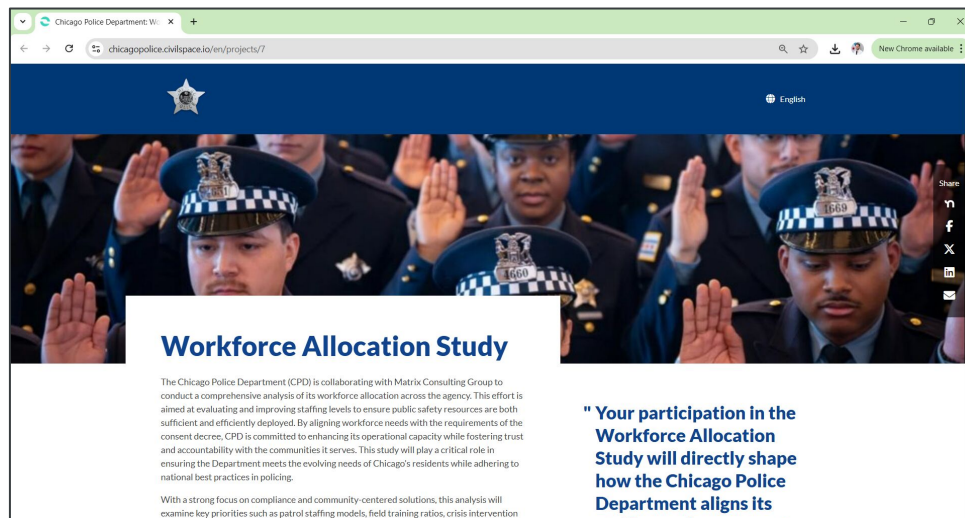 Chicago Police Department: Wo
chicagopolice.civilspace.io/en/projects/7
New Chrome available
English
Share
1660
1669
Workforce Allocation Study
The Chicago Police Department (CPD) is collaborating with Matrix Consulting Group to
conduct a comprehensive analysis of its workforce allocation across the agency. This effort is
aimed at evaluating and improving staffing levels to ensure public safety resources are both
sufficient and efficiently deployed. By aligning workforce needs with the requirements of the
consent decree, CPD is committed to enhancing its operational capacity while fostering trust
and accountability with the communities it serves. This study will play a critical role in
ensuring the Department meets the evolving needs of Chicago's residents while adhering to
national best practices in policing.
With a strong focus on compliance and community-centered solutions, this analysis will
examine key priorities such as patrol staffing models, field training ratios, crisis intervention
" Your participation in the
Workforce Allocation
Study will directly shape
how the Chicago Police
Department aligns its